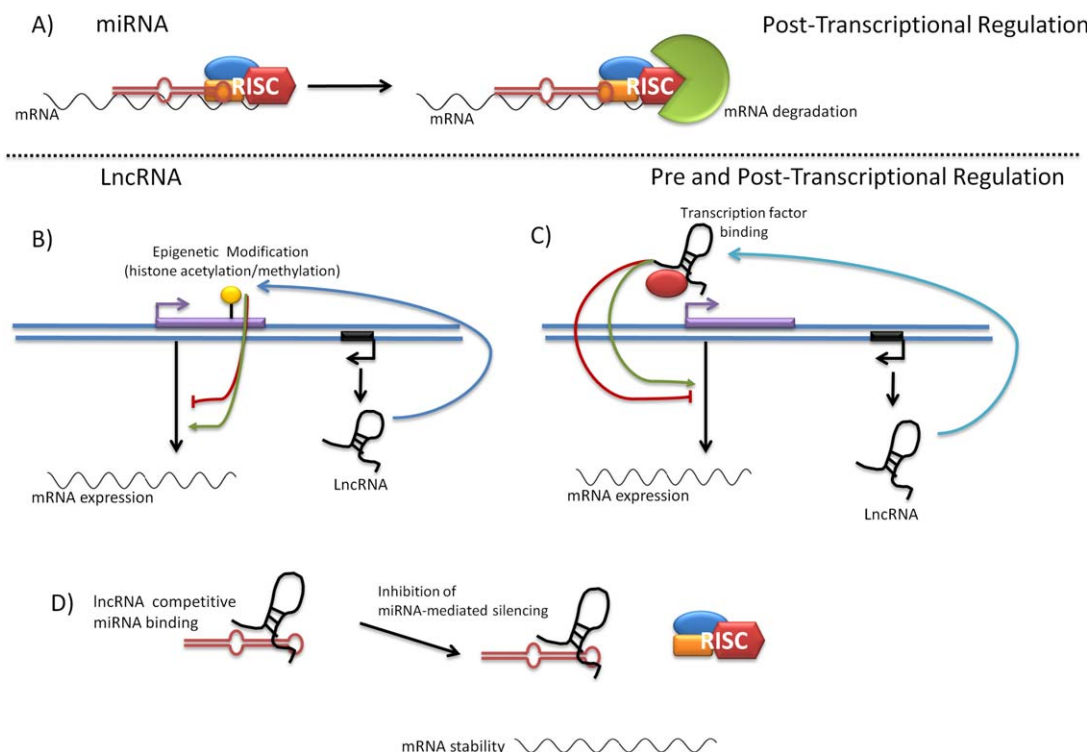 A)
miRNA
Post-Transcriptional Regulation
RISC
mRNA
RISC
mRNA
mRNA degradation
LncRNA
Pre and Post-Transcriptional Regulation
B)
Epigenetic Modification
(histone acetylation/methylation)
LncRNA
mRNA expression
C)
Transcription factor
binding
mRNA expression
LncRNA
D)
lncRNA competitive
miRNA binding
Inhibition of
miRNA-mediated silencing
RISC
mRNA stability